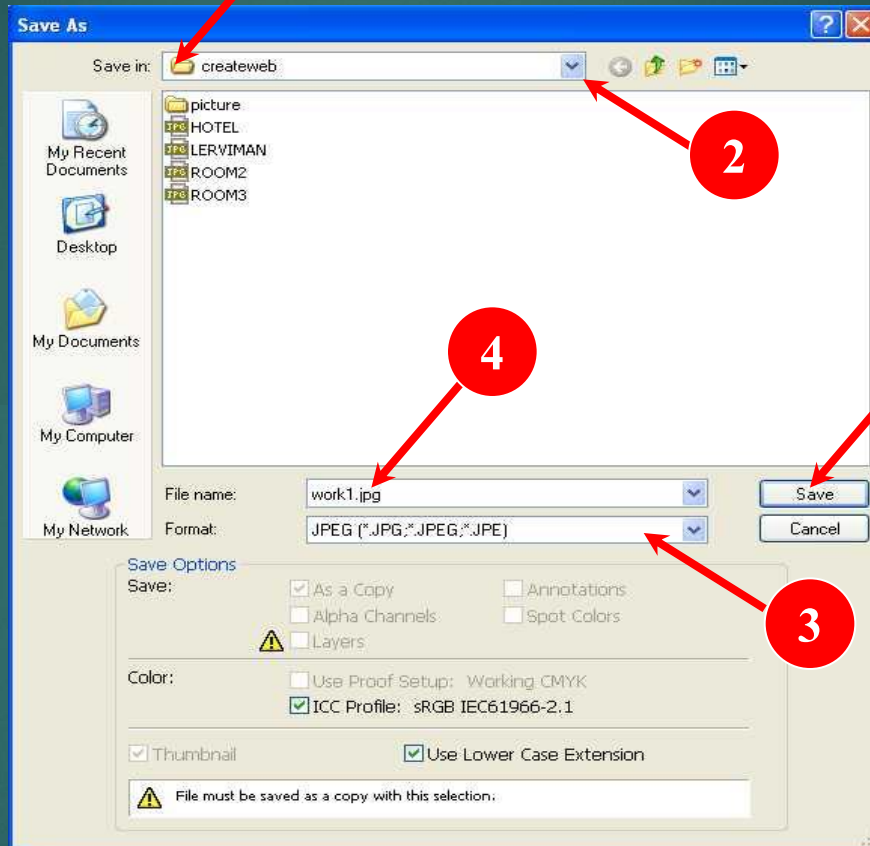 Save As
Save in: createweb
2
picture
HOTEL
LERVIMAN
ROOM2
ROOM3
My Recent
Documents
Desktop
My Documents
My Computer
My Network
4
File name: work1.jpg Save
Format: JPEG (*.JPG;*.JPEG;*.JPE) Cancel
3
Save Options
Save: As a Copy Annotations
Alpha Channels Spot Colors
Layers
Color: Use Proof Setup: Working CMYK
ICC Profile: sRGB IEC61966-2.1
Thumbnail Use Lower Case Extension
File must be saved as a copy with this selection.